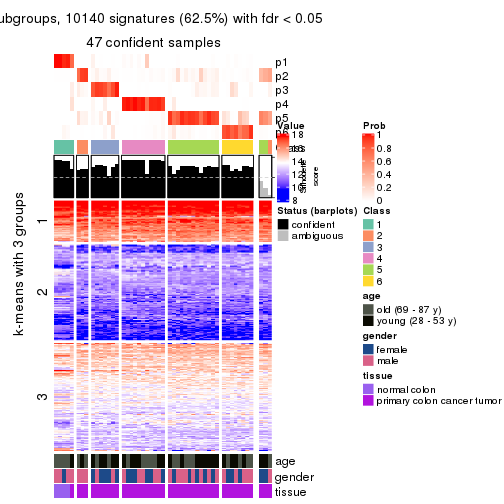 ubgroups, 10140 signatures (62.5%) with fdr < 0.05
47 confident samples
p1
p2
p3
p4
p5
Value
18
16
14
12
10
8
Silhouette
score
Status (barplots)
confident
ambiguous
Prob
1
0.8
0.6
0.4
0.2
0
Class
1
2
3
4
5
6
age
old (69 - 87 y)
young (28 - 53 y)
gender
female
male
tissue
normal colon
primary colon cancer tumor
k-means with 3 groups
1
2
3
age
gender
tissue